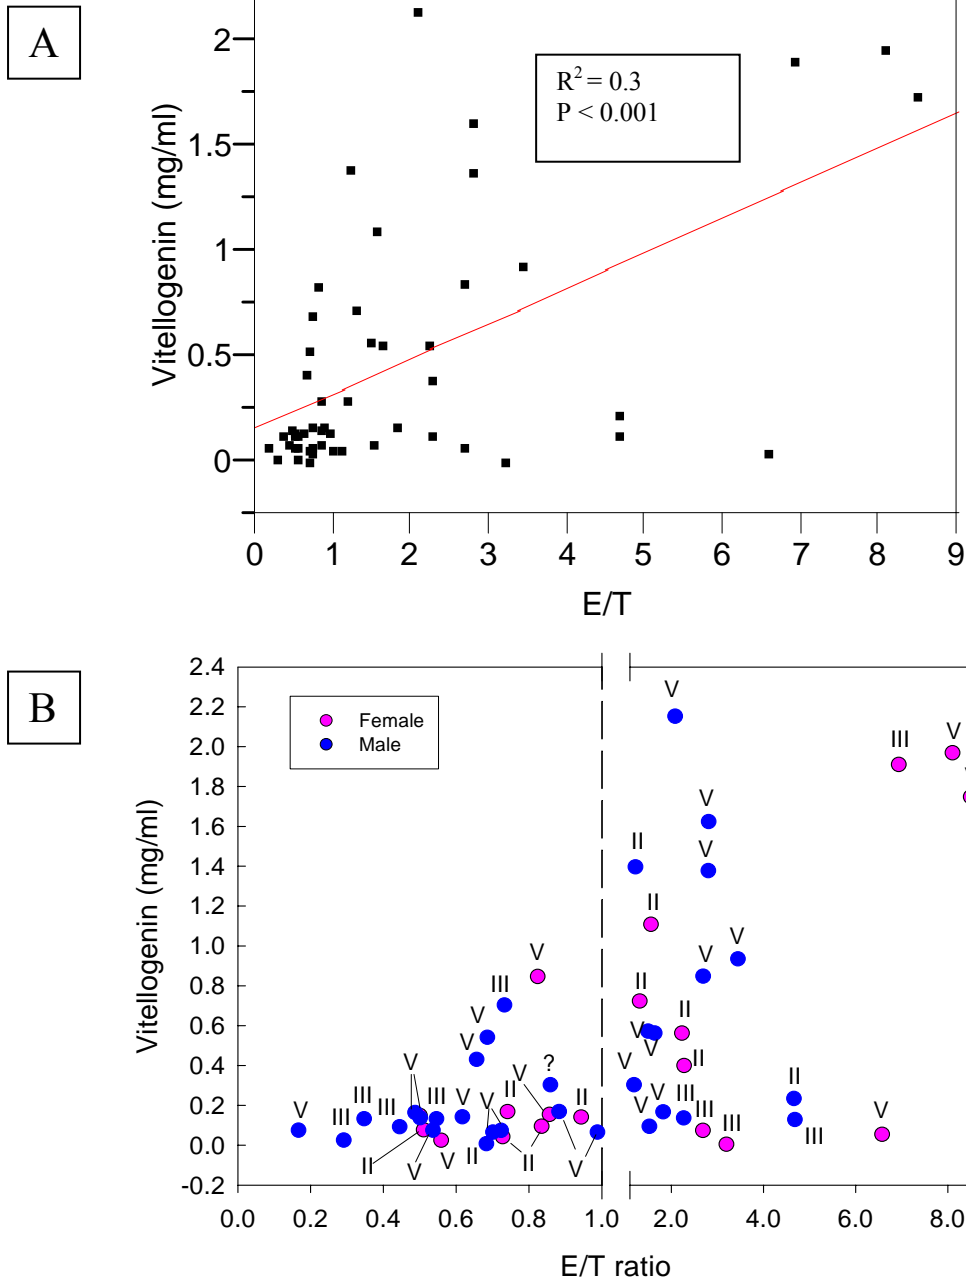 A
2
1.5
1
0.5
0
Vitellogenin (mg/ml)
R² = 0.3
P < 0.001
0 1 2 3 4 5 6 7 8 9
E/T
B
2.4
2.2
2.0
1.8
1.6
1.4
1.2
1.0
0.8
0.6
0.4
0.2
0.0
-0.2
Vitellogenin (mg/ml)
Female
Male
V
III V
V
II V
II
V V
V II
III
V II
V V V II
V ? V II
V III III III V V II V II V V III III III II V
II V V II II V III
0.0 0.2 0.4 0.6 0.8 1.0 2.0 4.0 6.0 8.0
E/T ratio